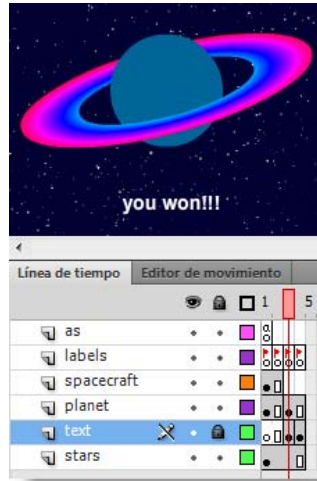 you won!!!
Línea de tiempo Editor de movimiento
1 5
as
labels
spacecraft
planet
text
stars